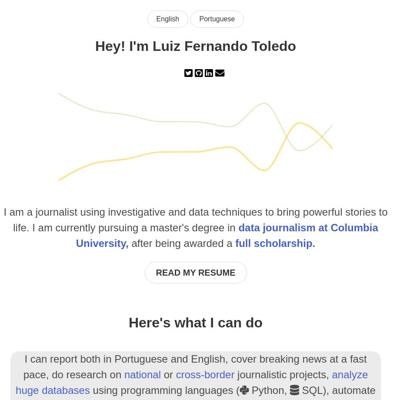 English Portuguese
Hey! I'm Luiz Fernando Toledo
I am a journalist using investigative and data techniques to bring powerful stories to
life. I am currently pursuing a master's degree in data journalism at Columbia
University, after being awarded a full scholarship.
READ MY RESUME
Here's what I can do
I can report both in Portuguese and English, cover breaking news at a fast
pace, do research on national or cross-border journalistic projects, analyze
huge databases using programming languages (Python, SQL), automate